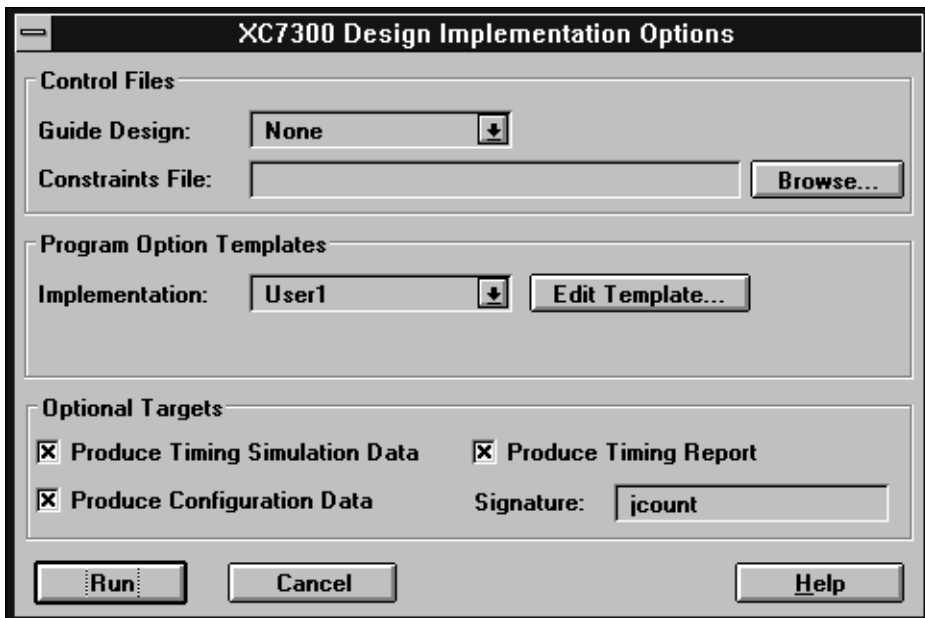 XC7300 Design Implementation Options
Control Files
Guide Design: None
Constraints File: Browse...
Program Option Templates
Implementation: User1 Edit Template...
Optional Targets
Produce Timing Simulation Data Produce Timing Report
Produce Configuration Data Signature: jcount
Run Cancel Help